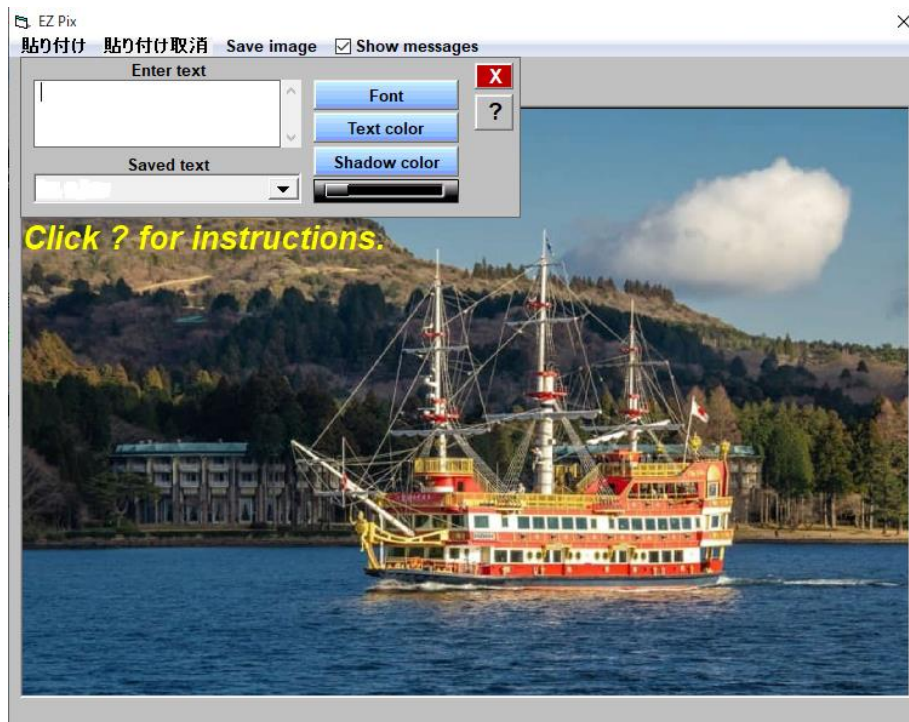 EZ Pix
貼り付け 貼り付け取消 Save image Show messages
Enter text
X
Font
?
Text color
Saved text
Shadow color
Click ? for instructions.